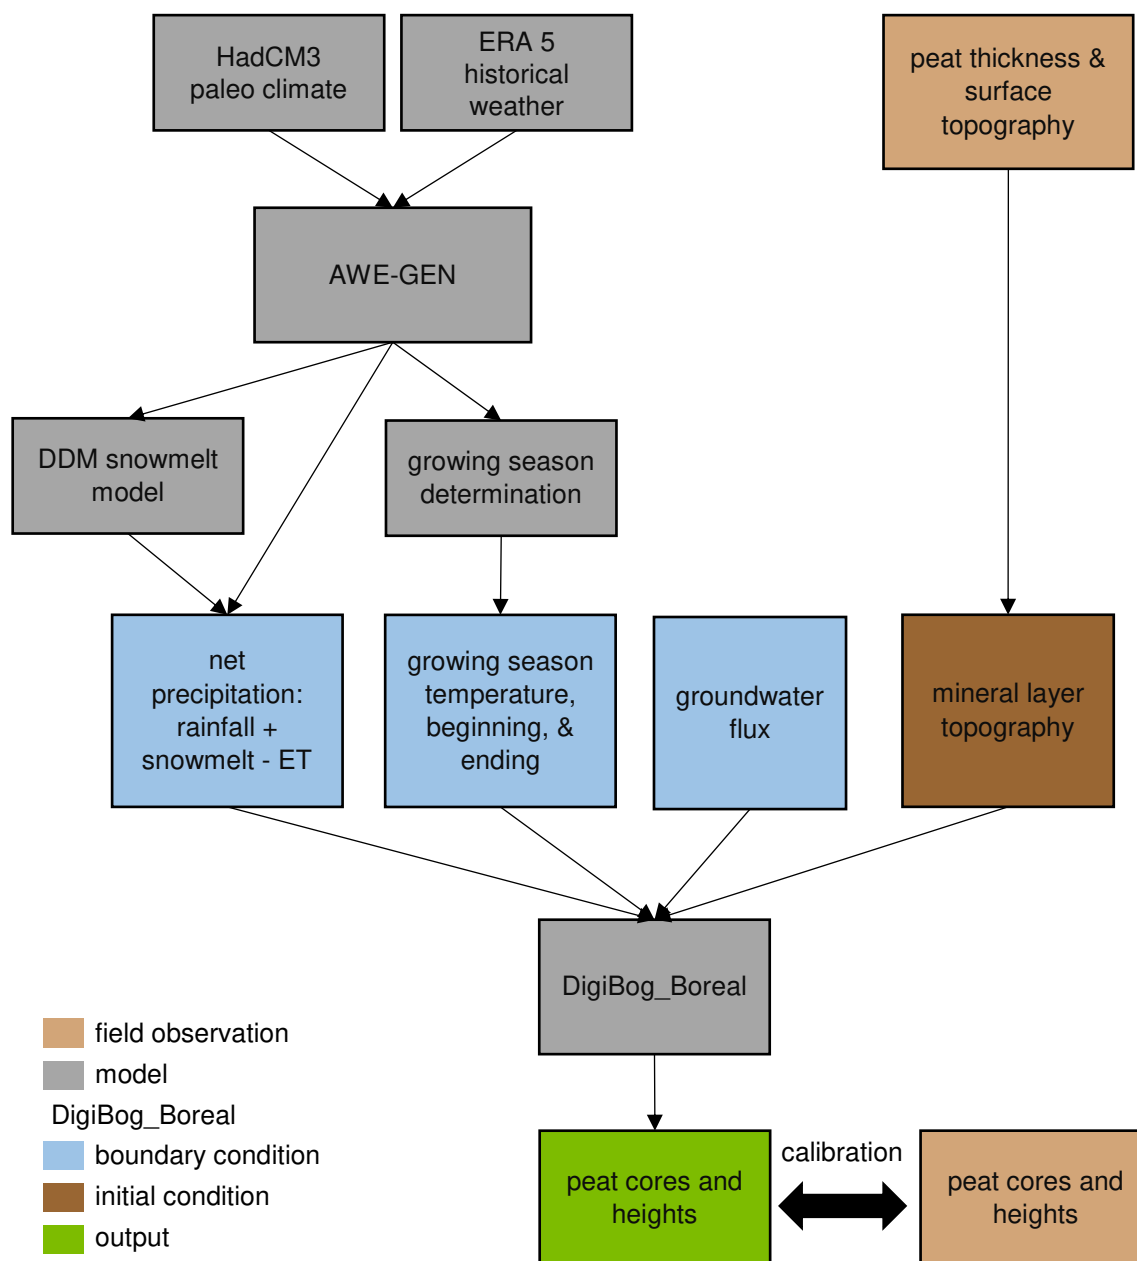 HadCM3
paleo climate
ERA 5
historical
weather
peat thickness &
surface
topography
AWE-GEN
DDM snowmelt
model
growing season
determination
net
precipitation:
rainfall +
snowmelt - ET
growing season
temperature,
beginning, &
ending
groundwater
flux
mineral layer
topography
DigiBog_Boreal
field observation
model
DigiBog_Boreal
boundary condition
initial condition
output
peat cores and
heights
calibration
peat cores and
heights